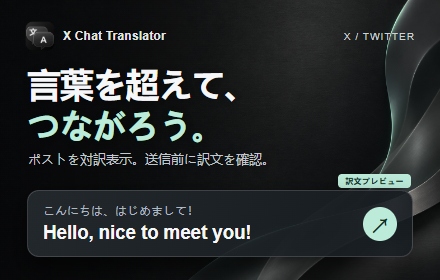 X Chat Translator
X / TWITTER
言葉を超えて、
つながろう。
ポストを対訳表示。送信前に訳文を確認。
訳文プレビュー
こんにちは、はじめまして！
Hello, nice to meet you!